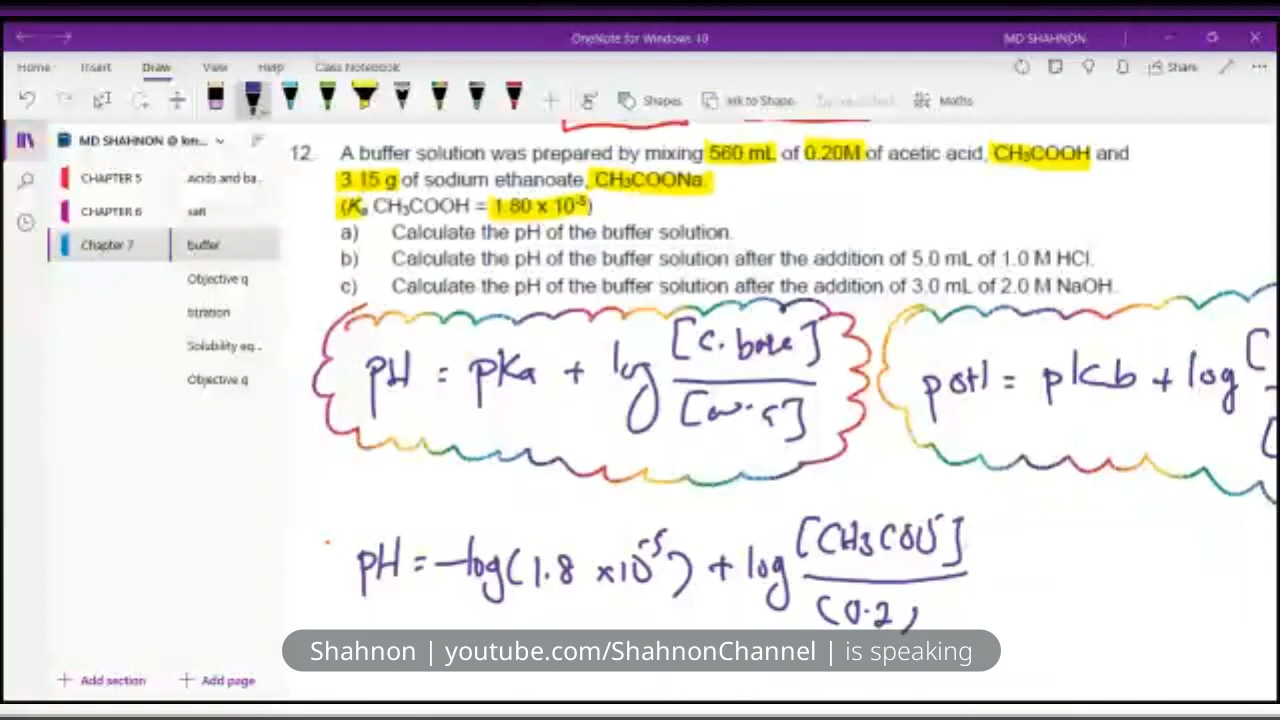 OneNote for Windows 10
MD SHAHNON
Home Insert Draw View Help Class Notebook
Share
Shapes Ink to Shape Maths
MD SHAHNON @ km...
CHAPTER 5
CHAPTER 6
Chapter 7
Acids and ba..
salt
buffer
Objective q
titration
Solubility eq..
Objective q
12. A buffer solution was prepared by mixing 560 mL of 0.20M of acetic acid, CH₃COOH and
3.15 g of sodium ethanoate, CH₃COONa.
(Kₐ CH₃COOH = 1.80 x 10⁻⁵)
a) Calculate the pH of the buffer solution.
b) Calculate the pH of the buffer solution after the addition of 5.0 mL of 1.0 M HCl.
c) Calculate the pH of the buffer solution after the addition of 3.0 mL of 2.0 M NaOH.
pH = pKa + log [c. base]
pOH = pKb + log [
pH = -log(1.8 x10⁻⁵) + log [CH3COO⁻]
(0.2)
Shahnon | youtube.com/ShahnonChannel | is speaking
+ Add section + Add page